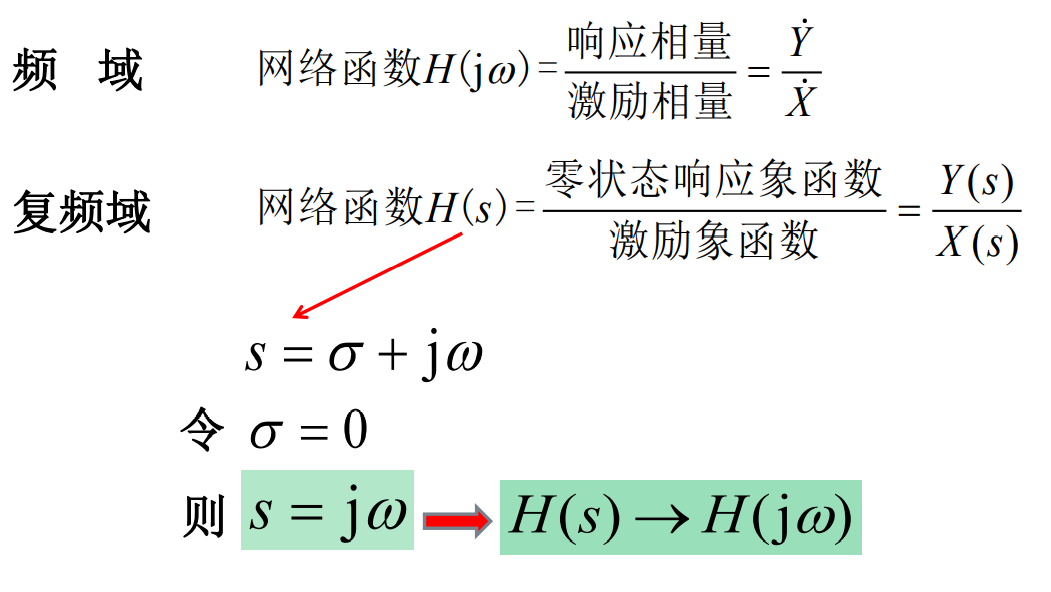 频 域 网络函数H(jω)=响应相量/激励相量=Ẏ/Ẋ
复频域 网络函数H(s)=零状态响应象函数/激励象函数=Y(s)/X(s)
s = σ + jω
令 σ = 0
则 s = jω H(s)→H(jω)